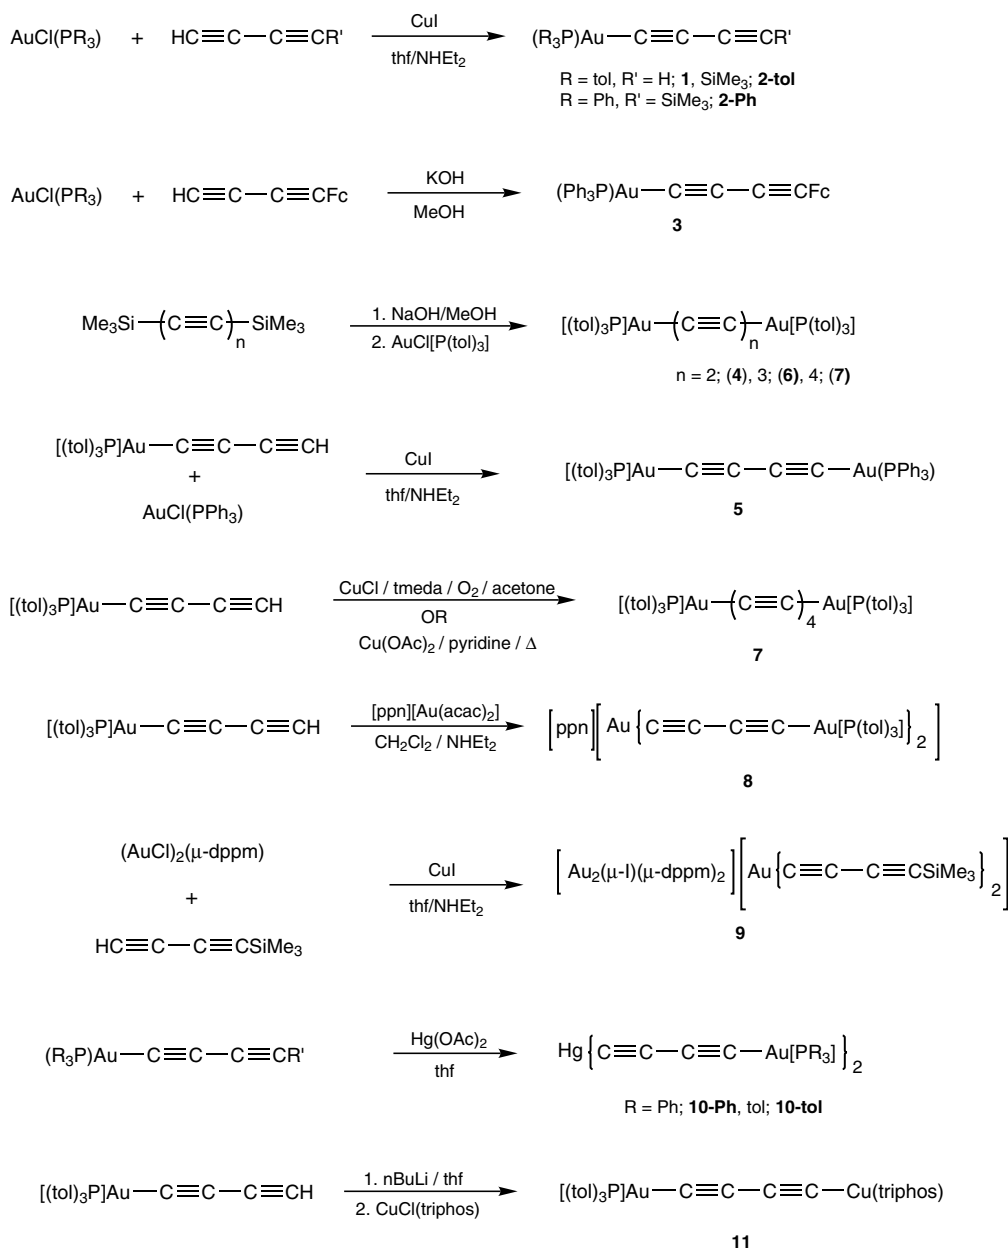 CuI
AuCl(PR3) + HC≡C—C≡CR' (R3P)Au—C≡C—C≡CR'
thf/NHEt2
R = tol, R' = H; 1, SiMe3; 2-tol
R = Ph, R' = SiMe3; 2-Ph
KOH
AuCl(PR3) + HC≡C—C≡CFc (Ph3P)Au—C≡C—C≡CFc
MeOH
3
1. NaOH/MeOH
Me3Si—(C≡C)n—SiMe3 [(tol)3P]Au—(C≡C)n—Au[P(tol)3]
2. AuCl[P(tol)3]
n = 2; (4), 3; (6), 4; (7)
[(tol)3P]Au—C≡C—C≡CH
CuI
+ [(tol)3P]Au—C≡C—C≡C—Au(PPh3)
thf/NHEt2
AuCl(PPh3)
5
CuCl / tmeda / O2 / acetone
[(tol)3P]Au—C≡C—C≡CH [(tol)3P]Au—(C≡C)4—Au[P(tol)3]
OR
Cu(OAc)2 / pyridine / Δ
7
[ppn][Au(acac)2]
[(tol)3P]Au—C≡C—C≡CH [ppn][Au{C≡C—C≡C—Au[P(tol)3]}2]
CH2Cl2 / NHEt2
8
(AuCl)2(μ-dppm)
CuI
+ [Au2(μ-I)(μ-dppm)2][Au{C≡C—C≡CSiMe3}2]
thf/NHEt2
HC≡C—C≡CSiMe3
9
Hg(OAc)2
(R3P)Au—C≡C—C≡CR' Hg{C≡C—C≡C—Au[PR3]}2
thf
R = Ph; 10-Ph, tol; 10-tol
1. nBuLi / thf
[(tol)3P]Au—C≡C—C≡CH [(tol)3P]Au—C≡C—C≡C—Cu(triphos)
2. CuCl(triphos)
11